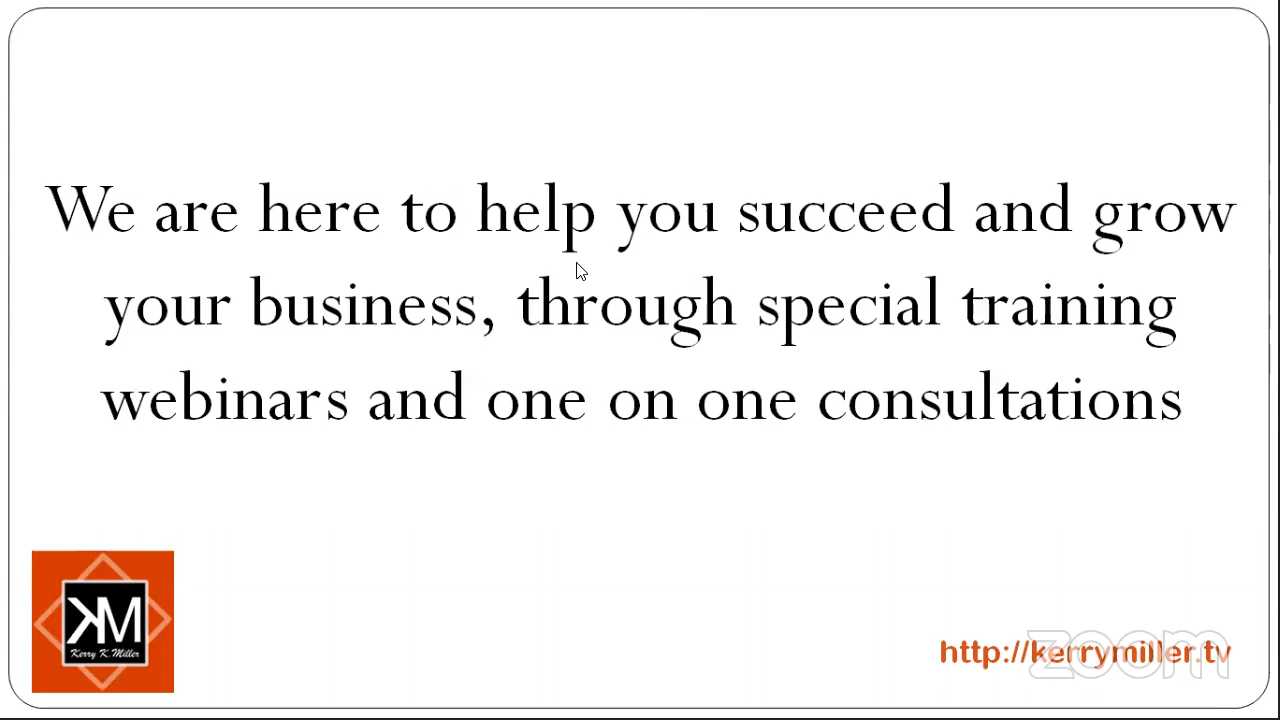 We are here to help you succeed and grow
your business, through special training
webinars and one on one consultations
KM
Kerry K.Miller
http://kerrymiller.tv
zoom